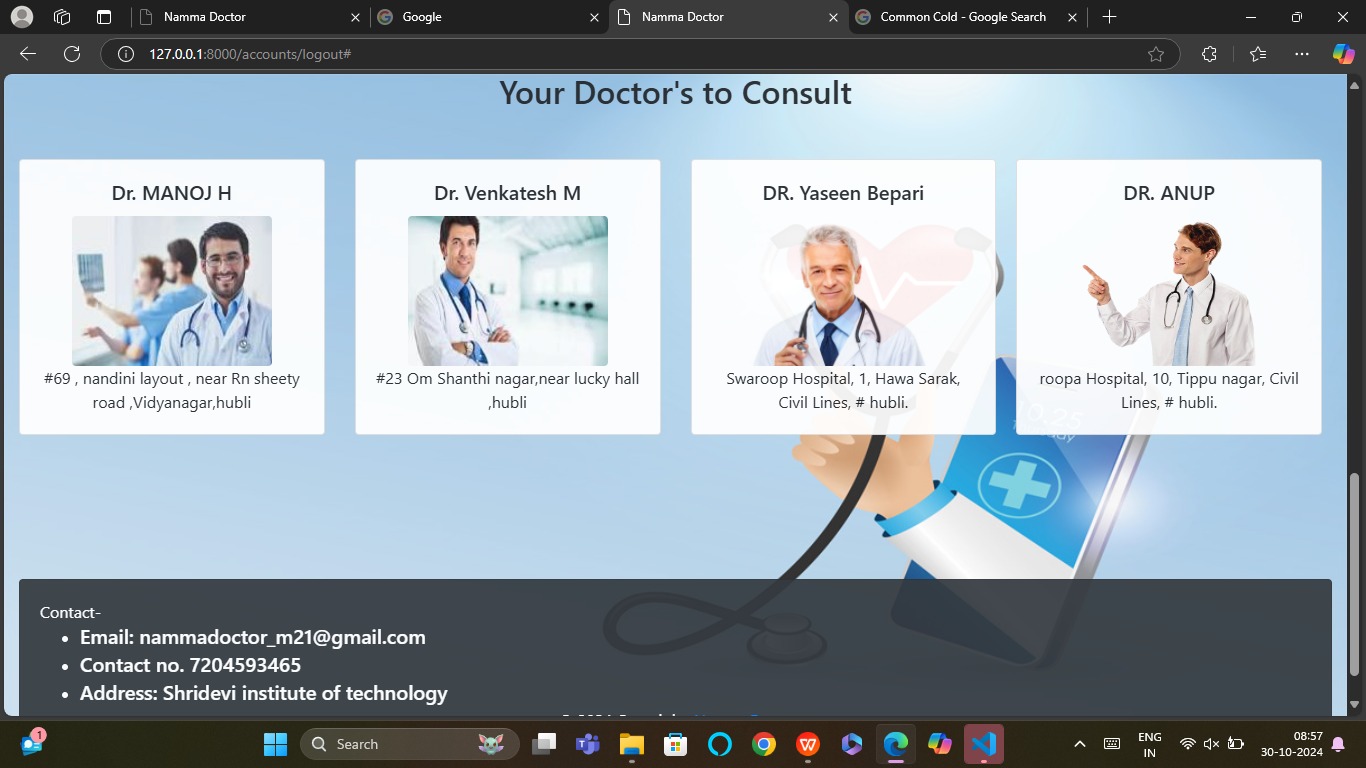 Namma Doctor
Google
Namma Doctor
Common Cold - Google Search
127.0.0.1:8000/accounts/logout#
Your Doctor's to Consult
Dr. MANOJ H
#69 , nandini layout , near Rn sheety
road ,Vidyanagar,hubli
Dr. Venkatesh M
#23 Om Shanthi nagar,near lucky hall
,hubli
DR. Yaseen Bepari
Swaroop Hospital, 1, Hawa Sarak,
Civil Lines, # hubli.
DR. ANUP
roopa Hospital, 10, Tippu nagar, Civil
Lines, # hubli.
10.25
Contact-
• Email: nammadoctor_m21@gmail.com
• Contact no. 7204593465
• Address: Shridevi institute of technology
1
Search
ENG
IN
08:57
30-10-2024